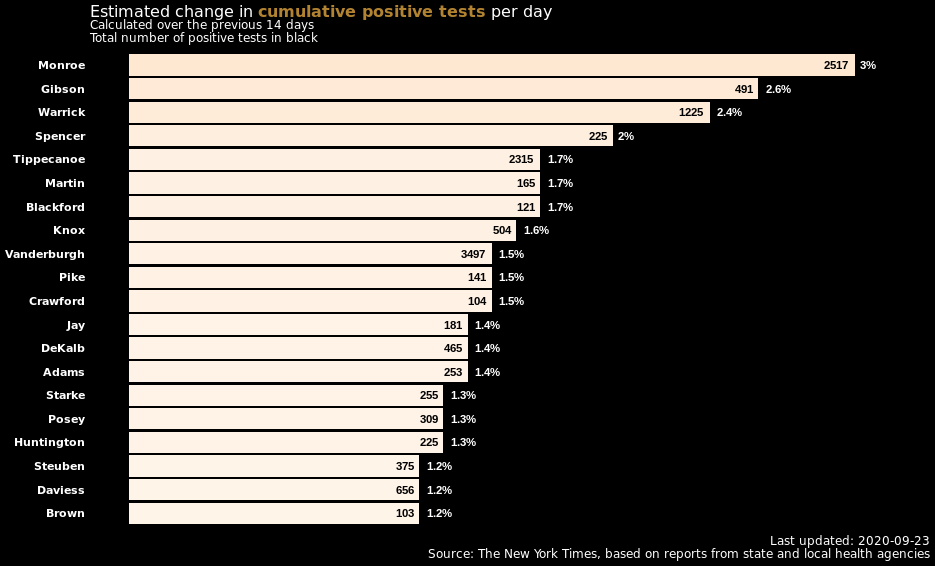 Estimated change in cumulative positive tests per day
Calculated over the previous 14 days
Total number of positive tests in black
Monroe 2517 3%
Gibson 491 2.6%
Warrick 1225 2.4%
Spencer 225 2%
Tippecanoe 2315 1.7%
Martin 165 1.7%
Blackford 121 1.7%
Knox 504 1.6%
Vanderburgh 3497 1.5%
Pike 141 1.5%
Crawford 104 1.5%
Jay 181 1.4%
DeKalb 465 1.4%
Adams 253 1.4%
Starke 255 1.3%
Posey 309 1.3%
Huntington 225 1.3%
Steuben 375 1.2%
Daviess 656 1.2%
Brown 103 1.2%
Last updated: 2020-09-23
Source: The New York Times, based on reports from state and local health agencies